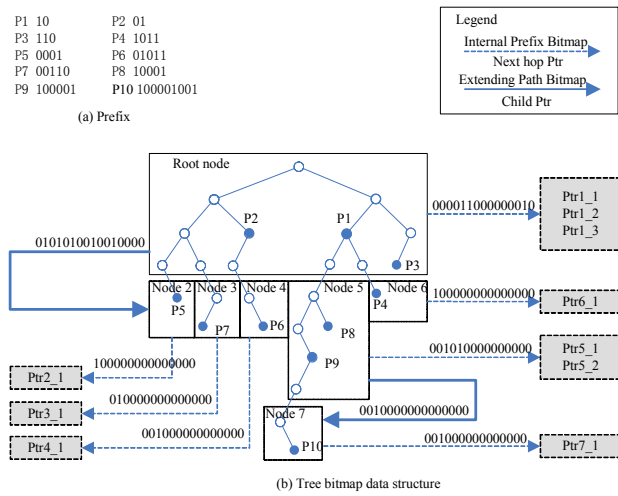 P1 10 P2 01
P3 110 P4 1011
P5 0001 P6 01011
P7 00110 P8 10001
P9 100001 P10 100001001
(a) Prefix
Legend
Internal Prefix Bitmap
Next hop Ptr
Extending Path Bitmap
Child Ptr
Root node
P2
P1
P3
000011000000010
Ptr1_1
Ptr1_2
Ptr1_3
0101010010010000
Node 2
Node 3
Node 4
Node 5
Node 6
P5
P7
P6
P8
P9
P4
100000000000000
Ptr6_1
001010000000000
Ptr5_1
Ptr5_2
100000000000000
Ptr2_1
010000000000000
Ptr3_1
001000000000000
Ptr4_1
0010000000000000
Node 7
P10
001000000000000
Ptr7_1
(b) Tree bitmap data structure